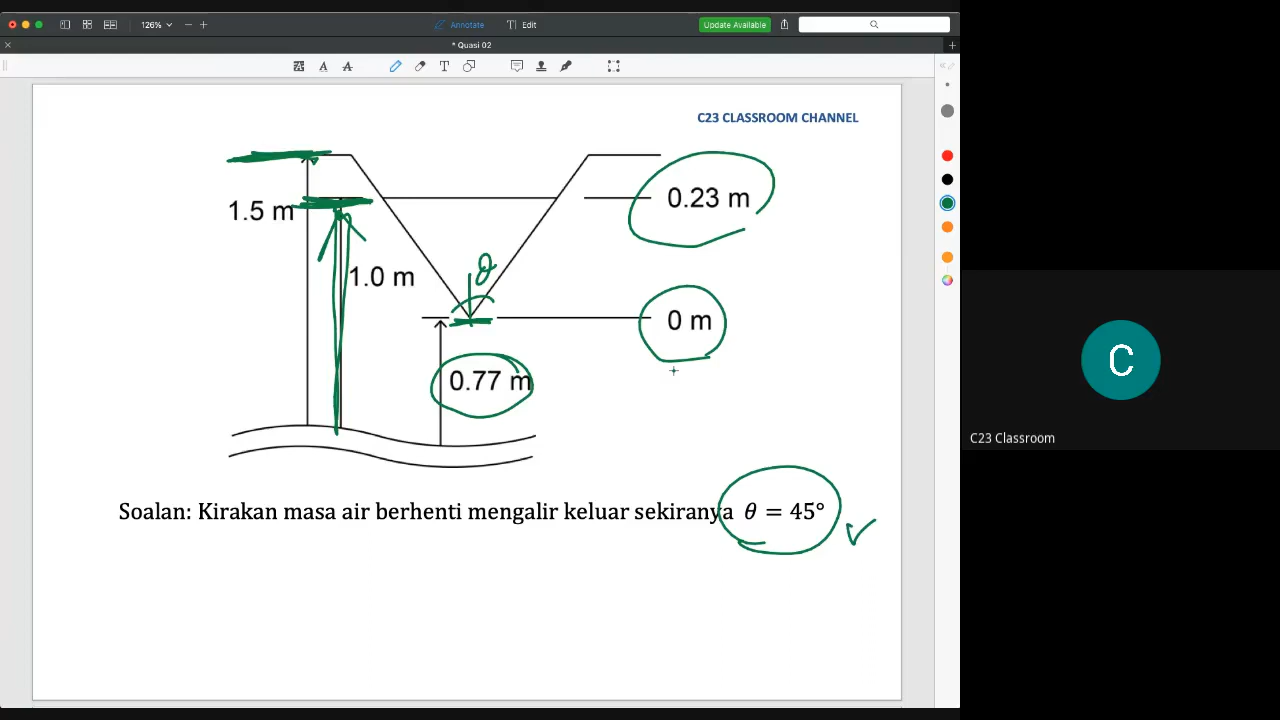 126%
Annotate
Edit
Update Available
* Quasi 02
C23 CLASSROOM CHANNEL
0.23 m
1.5 m
θ
1.0 m
0 m
0.77 m
C
C23 Classroom
Soalan: Kirakan masa air berhenti mengalir keluar sekiranya θ = 45°